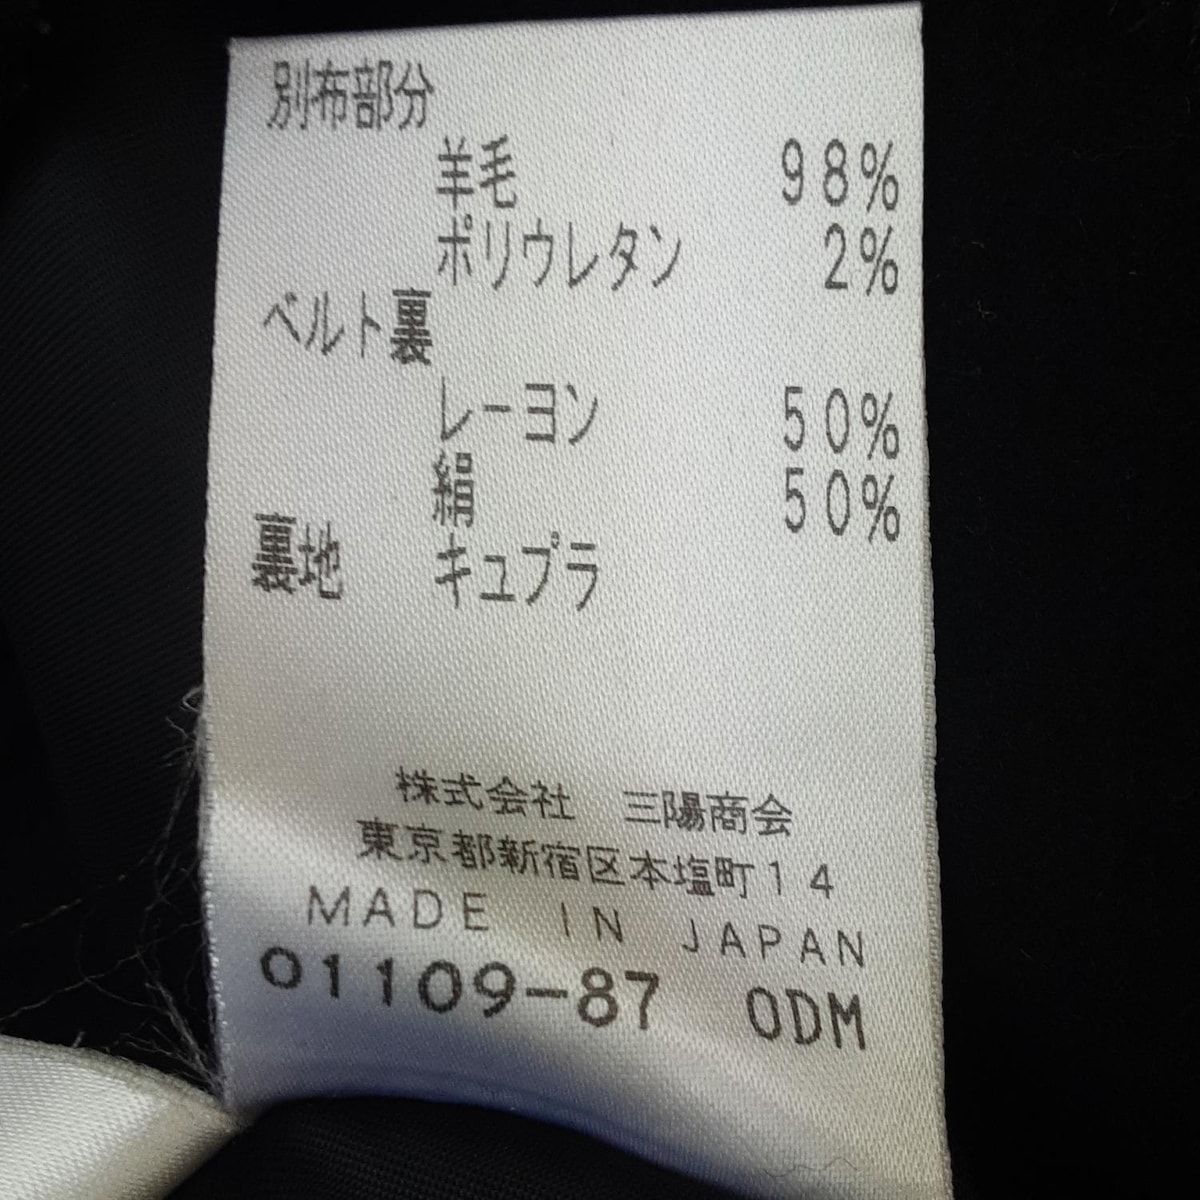 別布部分
羊毛 98%
ポリウレタン 2%
ベルト裏
レーヨン 50%
絹 50%
裏地 キュプラ
株式会社 三陽商会
東京都新宿区本塩町14
MADE IN JAPAN
01109-87 0DM